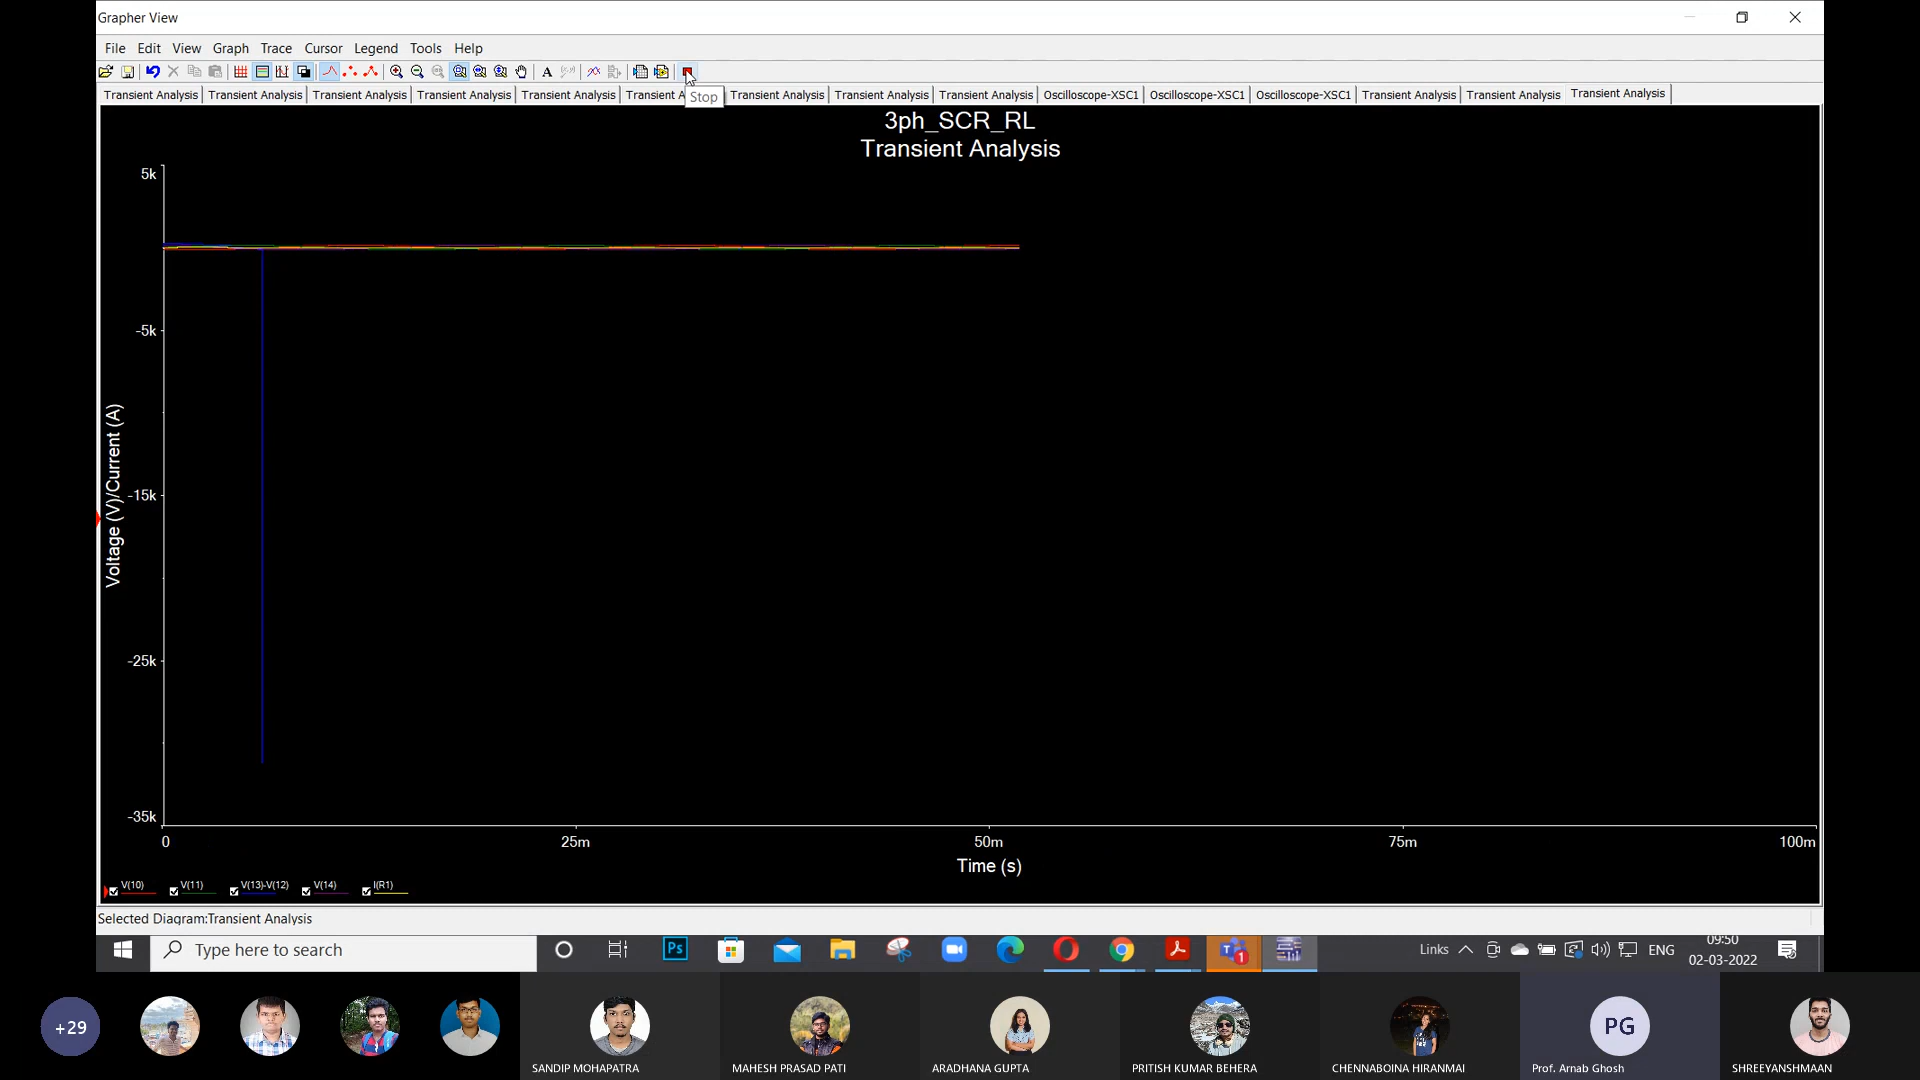 Grapher View
File Edit View Graph Trace Cursor Legend Tools Help
A
Transient Analysis Transient Analysis Transient Analysis Transient Analysis Transient Analysis Transient A Transient Analysis Transient Analysis Transient Analysis Oscilloscope-XSC1 Oscilloscope-XSC1 Oscilloscope-XSC1 Transient Analysis Transient Analysis Transient Analysis
Stop
3ph_SCR_RL
Transient Analysis
5k
-5k
-15k
-25k
-35k
Voltage (V)/Current (A)
0 25m 50m 75m 100m
Time (s)
V(10) V(11) V(13)-V(12) V(14) I(R1)
Selected Diagram:Transient Analysis
Type here to search
Ps
1
Links
ENG
09:50
02-03-2022
+29
PG
SANDIP MOHAPATRA
MAHESH PRASAD PATI
ARADHANA GUPTA
PRITISH KUMAR BEHERA
CHENNABOINA HIRANMAI
Prof. Arnab Ghosh
SHREEYANSHMAAN